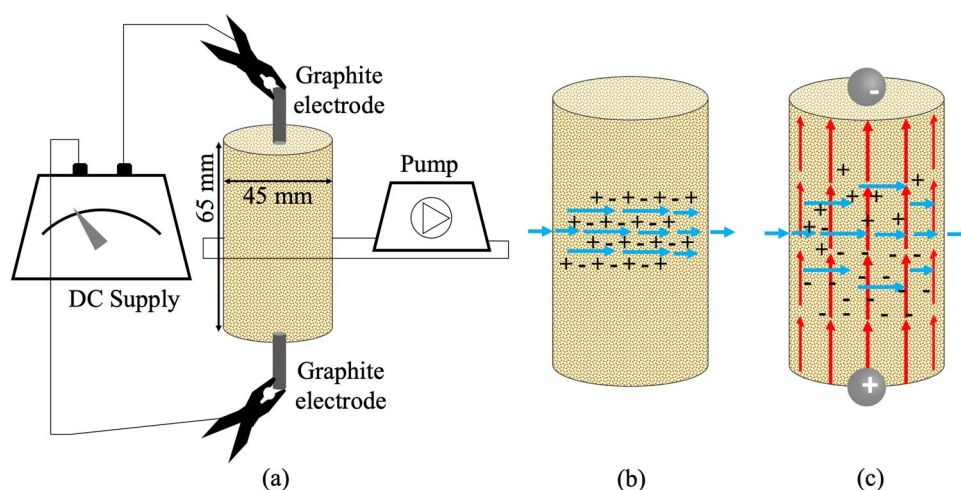 Graphite
electrode
Pump
65 mm
45 mm
DC Supply
Graphite
electrode
+-+-+-+-
+-+-+-+-
+-+-+-+-
+-+-+-+-
-
+
(a)
(b)
(c)